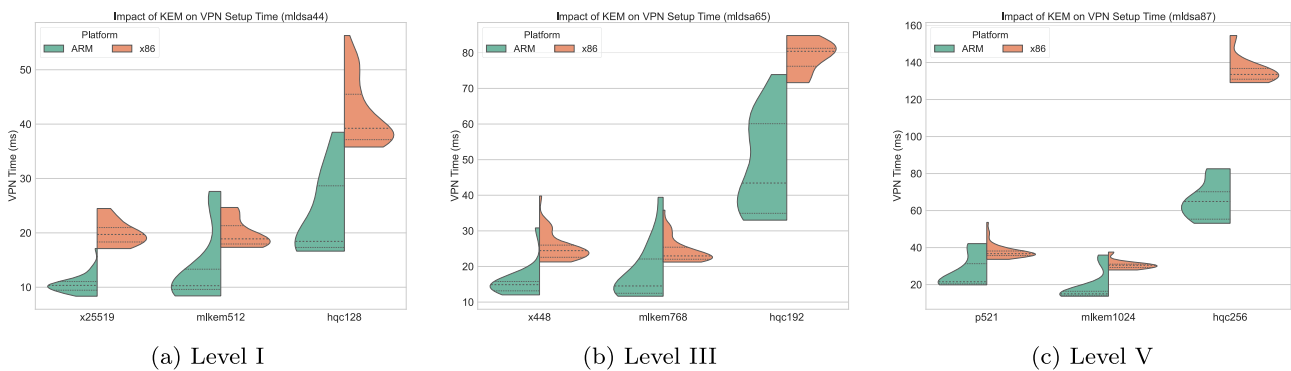 Impact of KEM on VPN Setup Time (mldsa44)
Platform
ARM x86
VPN Time (ms)
50
40
30
20
10
x25519 mlkem512 hqc128
(a) Level I
Impact of KEM on VPN Setup Time (mldsa65)
Platform
ARM x86
VPN Time (ms)
80
70
60
50
40
30
20
10
x448 mlkem768 hqc192
(b) Level III
Impact of KEM on VPN Setup Time (mldsa87)
Platform
ARM x86
VPN Time (ms)
160
140
120
100
80
60
40
20
p521 mlkem1024 hqc256
(c) Level V